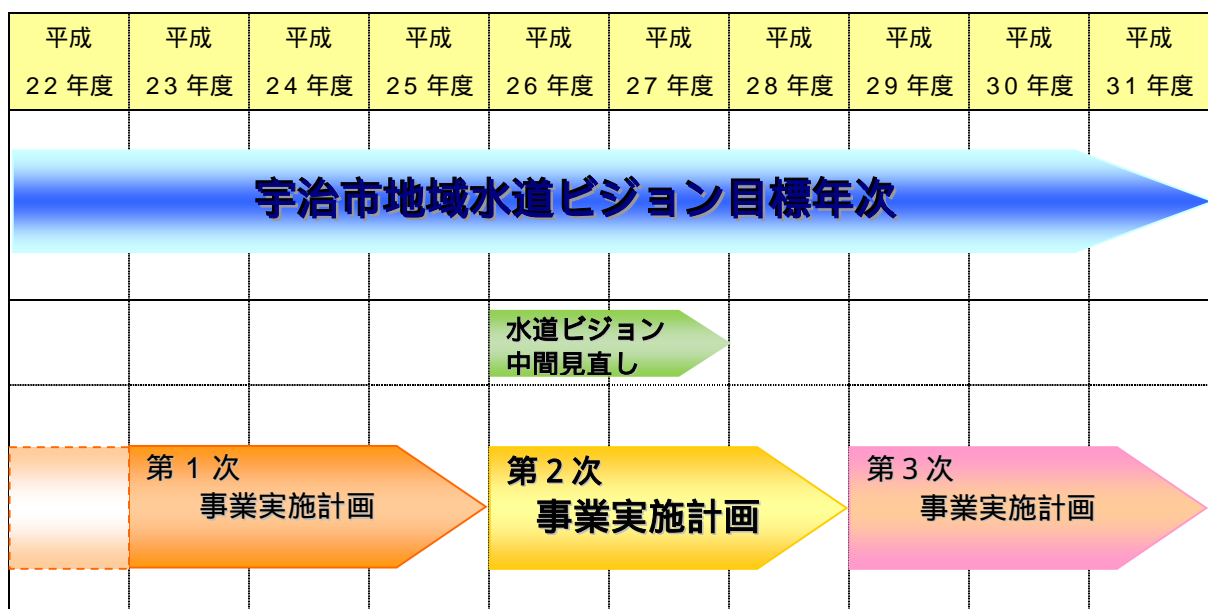 平成 平成 平成 平成 平成 平成 平成 平成 平成 平成
22年度 23年度 24年度 25年度 26年度 27年度 28年度 29年度 30年度 31年度
宇治市地域水道ビジョン目標年次
水道ビジョン
中間見直し
第1次
事業実施計画
第2次
事業実施計画
第3次
事業実施計画